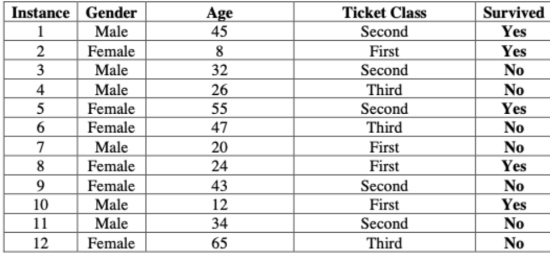 Instance Gender Age Ticket Class Survived
1 Male 45 Second Yes
2 Female 8 First Yes
3 Male 32 Second No
4 Male 26 Third No
5 Female 55 Second Yes
6 Female 47 Third No
7 Male 20 First No
8 Female 24 First Yes
9 Female 43 Second No
10 Male 12 First Yes
11 Male 34 Second No
12 Female 65 Third No